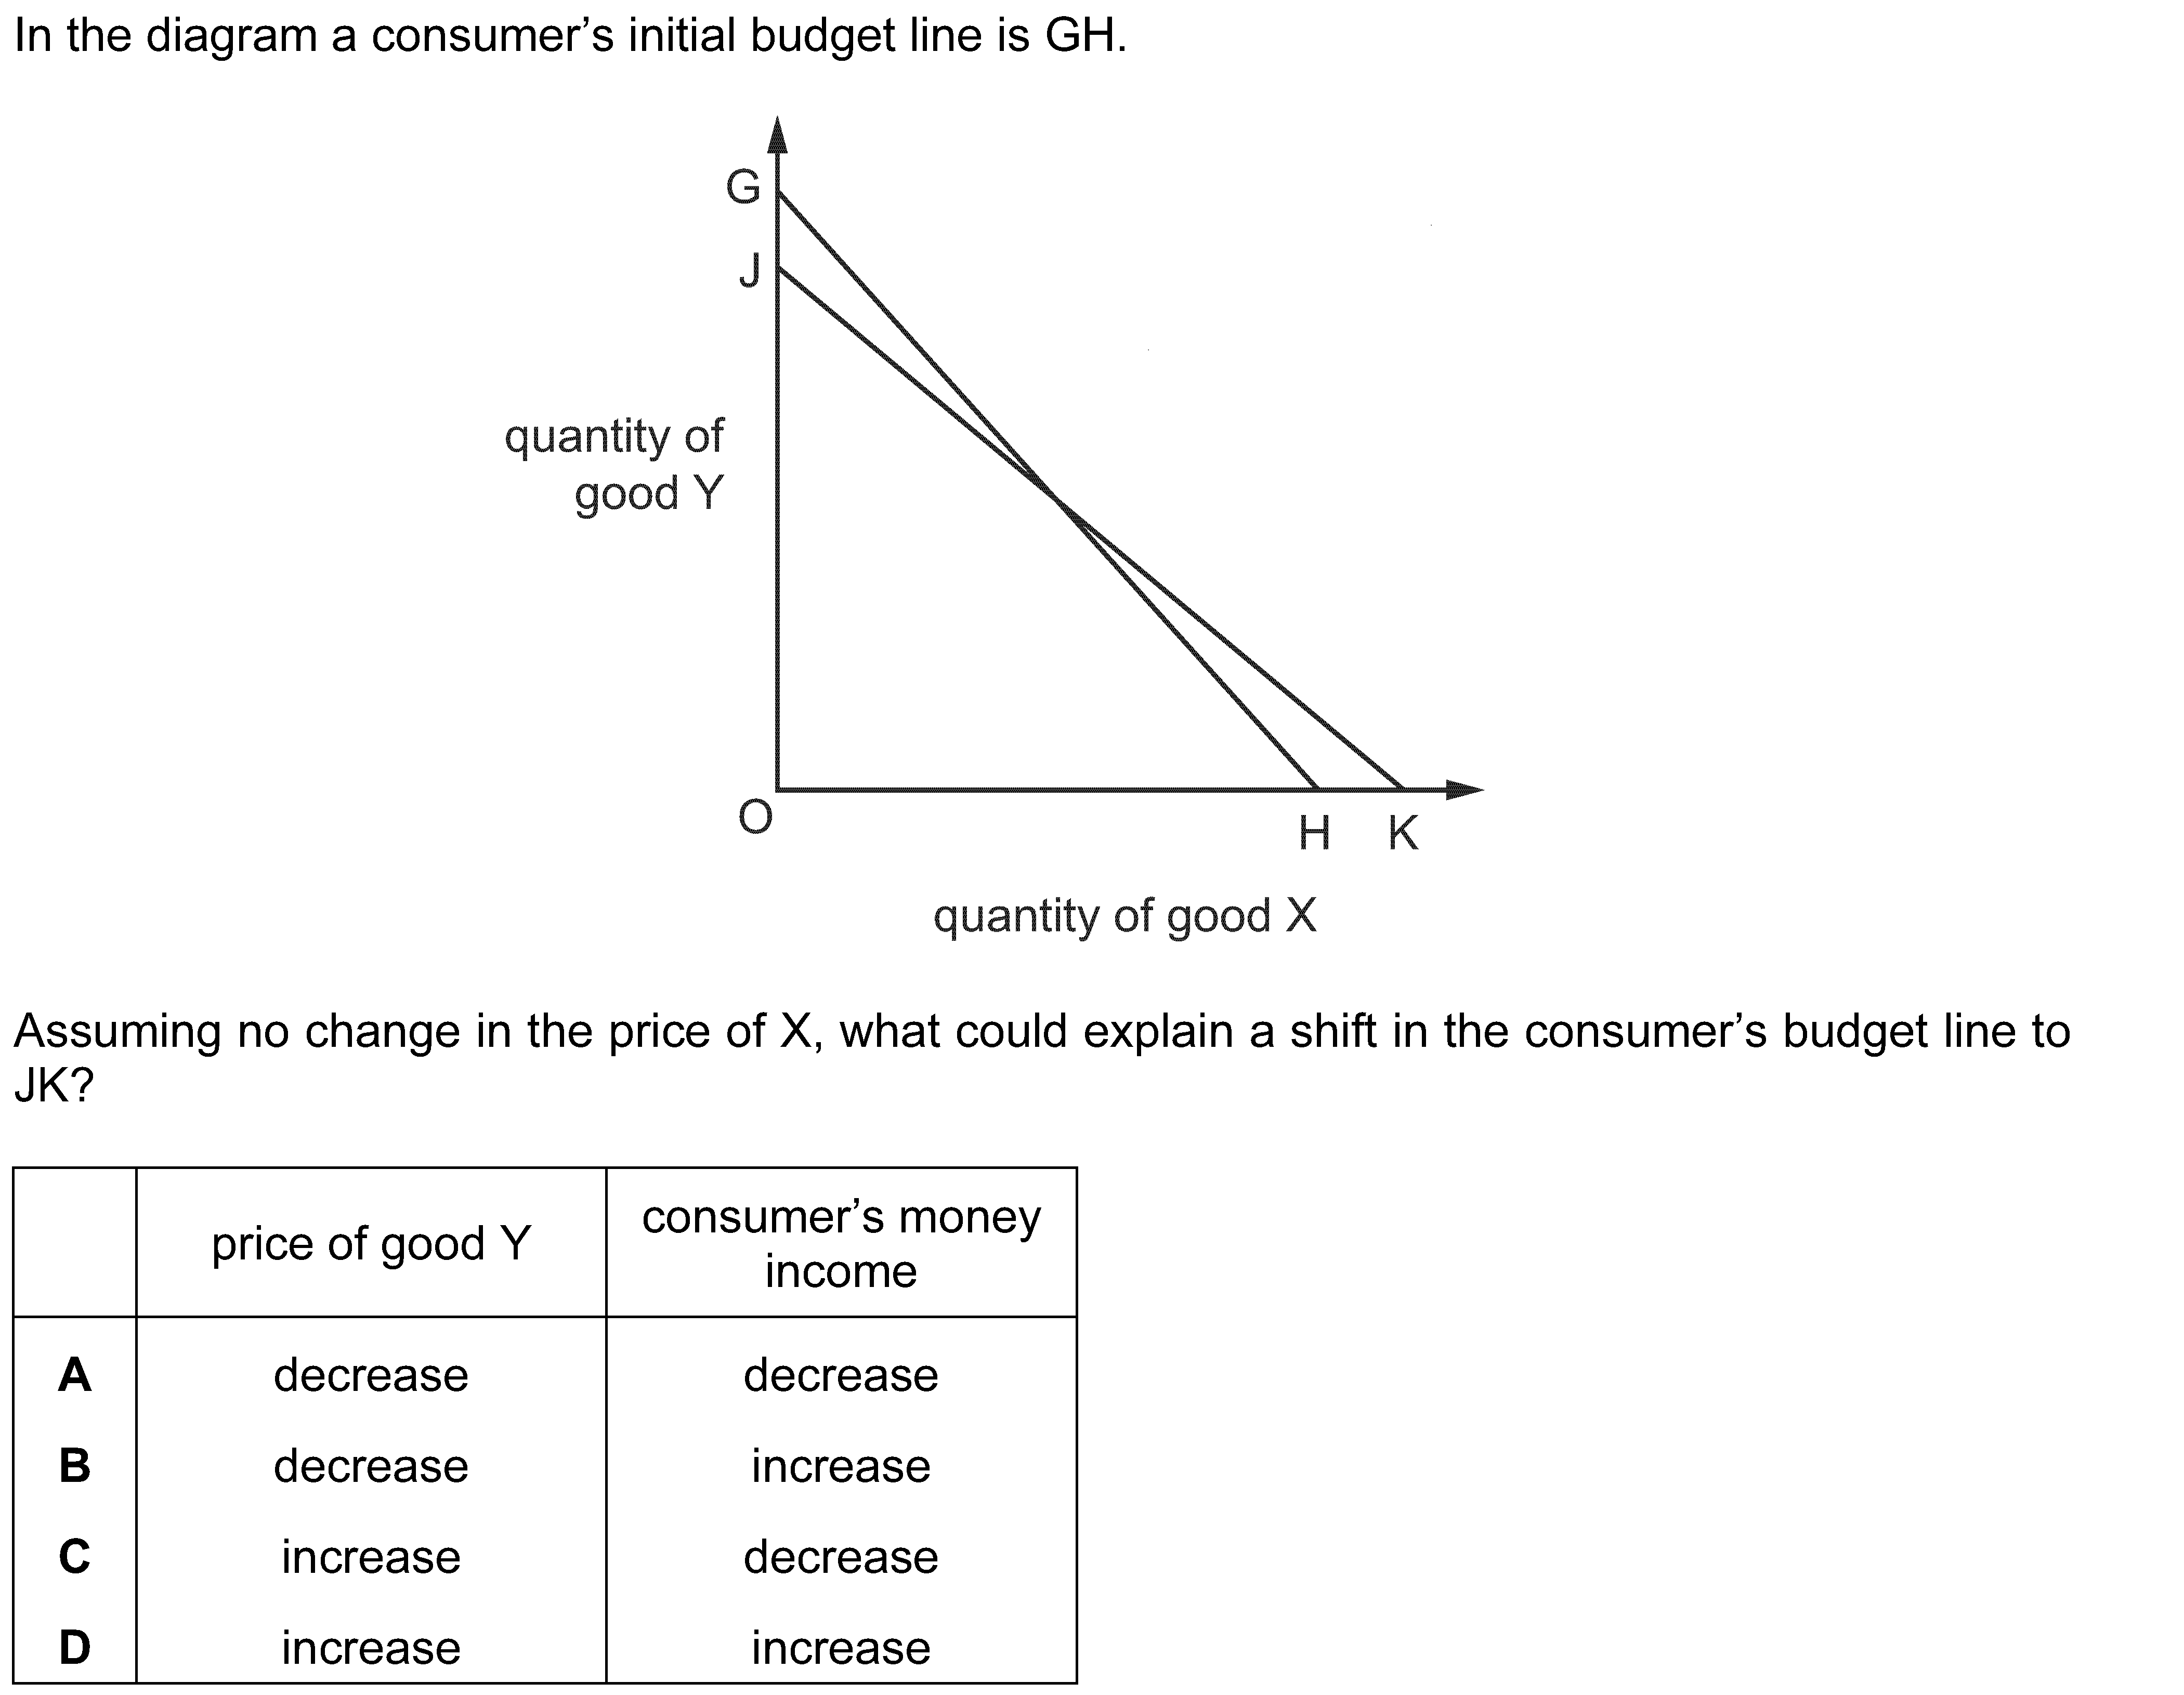 In the diagram a consumer’s initial budget line is GH.
G
J
quantity of
good Y
O
H K
quantity of good X
Assuming no change in the price of X, what could explain a shift in the consumer’s budget line to
JK?
price of good Y consumer’s money
income
A decrease decrease
B decrease increase
C increase decrease
D increase increase